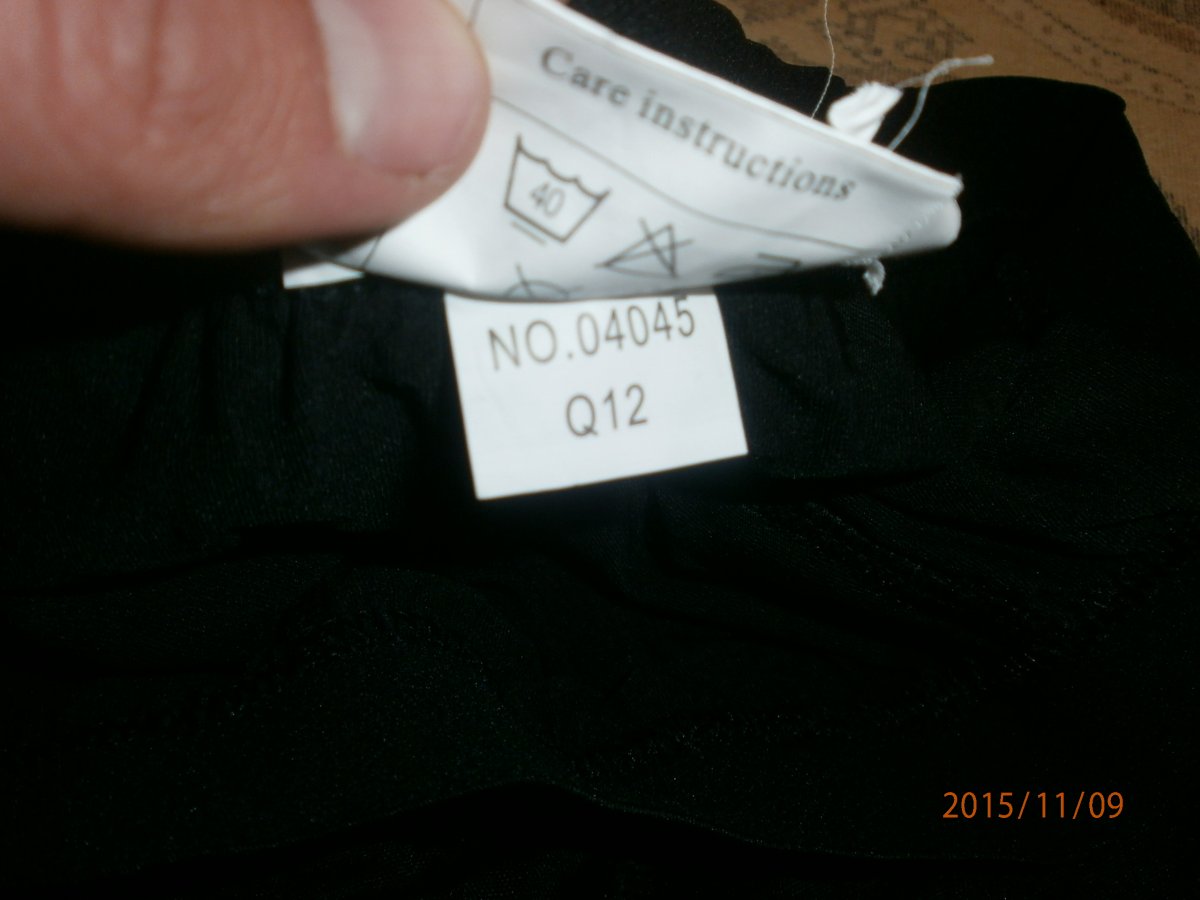 Care instructions
40
NO.04045
Q12
2015/11/09